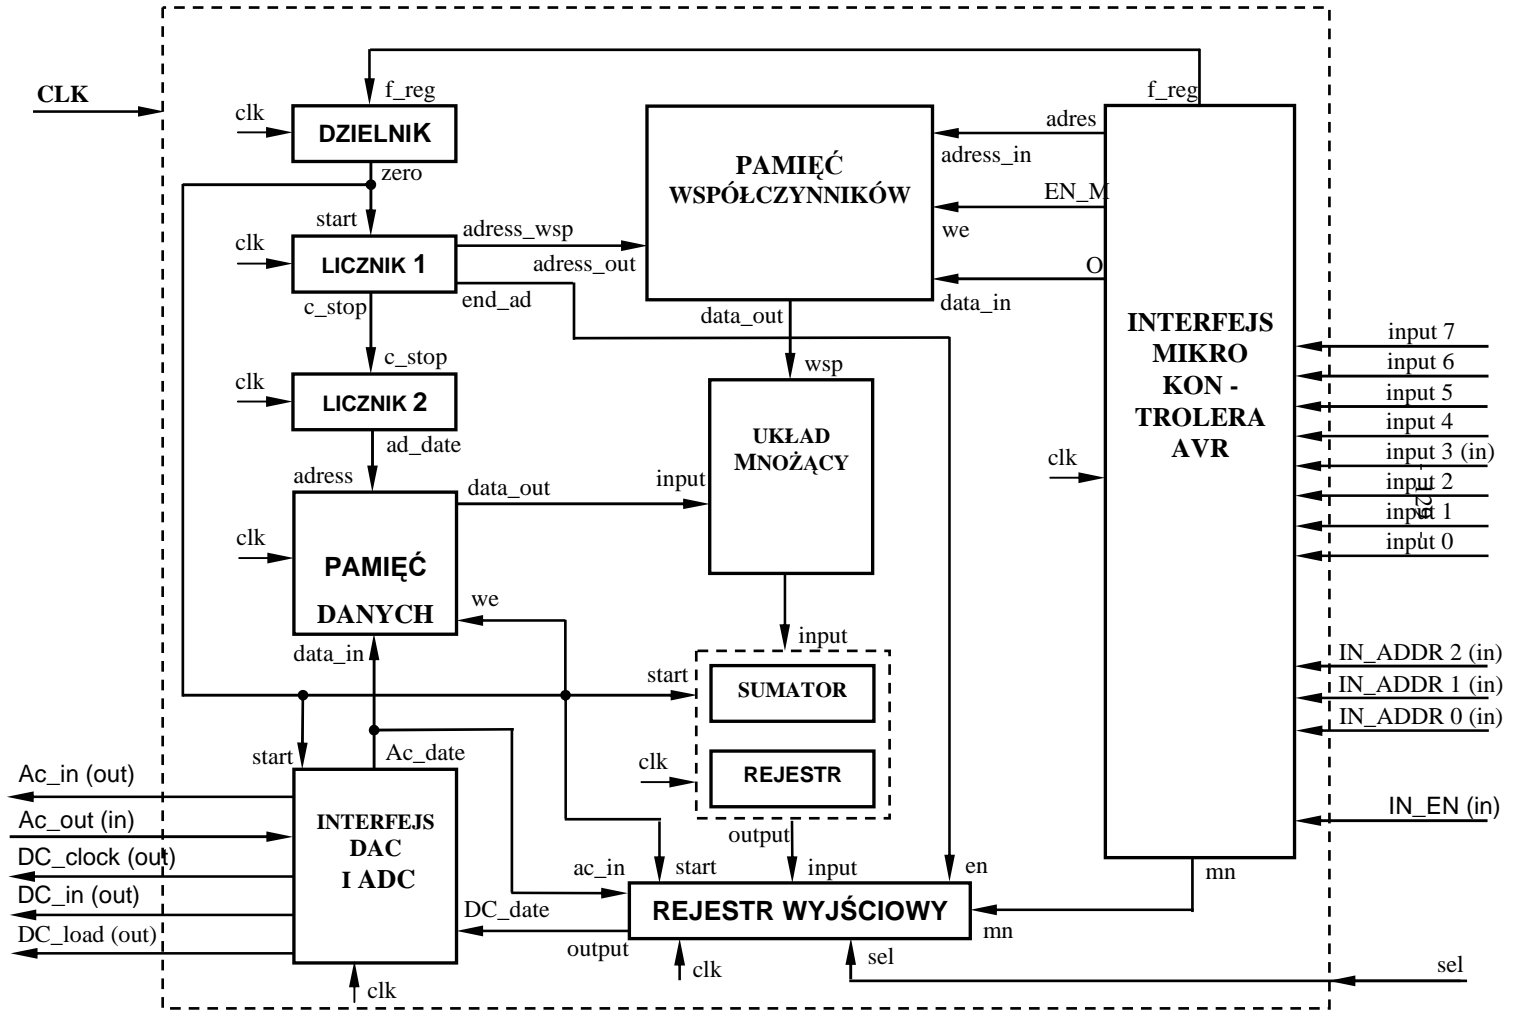 f_reg
f_reg
CLK
clk
DZIELNIK
zero
adres
adress_in
PAMIĘĆ
WSPÓŁCZYNNIKÓW
EN_M
we
start
clk
LICZNIK 1
adress_wsp
adress_out
end_ad
c_stop
O
data_in
data_out
INTERFEJS
MIKRO
KON -
TROLERA
AVR
clk
input 7
input 6
input 5
input 4
input 3 (in)
input 2
input 1
input 0
c_stop
clk
LICZNIK 2
ad_date
wsp
UKŁAD
MNOŻĄCY
adress
data_out
input
clk
PAMIĘĆ
DANYCH
we
data_in
input
start
SUMATOR
clk
REJESTR
output
IN_ADDR 2 (in)
IN_ADDR 1 (in)
IN_ADDR 0 (in)
IN_EN (in)
start
Ac_date
Ac_in (out)
Ac_out (in)
DC_clock (out)
DC_in (out)
DC_load (out)
INTERFEJS
DAC
I ADC
clk
ac_in
start
input
en
mn
DC_date
output
REJESTR WYJŚCIOWY
mn
clk
sel
sel